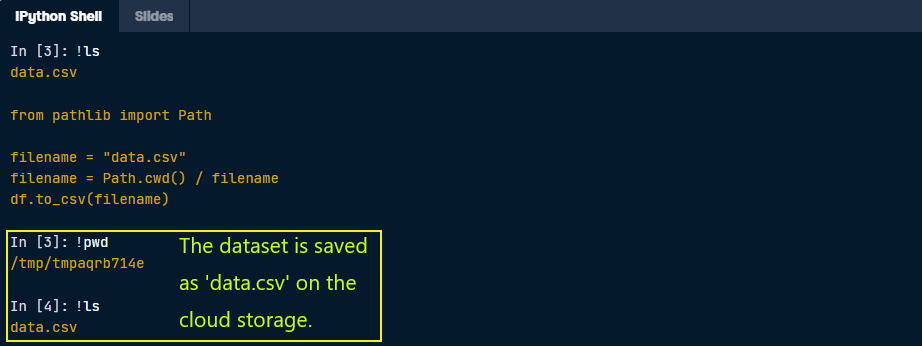 IPython Shell Slides
In [3]: !ls
data.csv
from pathlib import Path
filename = "data.csv"
filename = Path.cwd() / filename
df.to_csv(filename)
In [3]: !pwd
/tmp/tmpaqrb714e
In [4]: !ls
data.csv
The dataset is saved
as 'data.csv' on the
cloud storage.